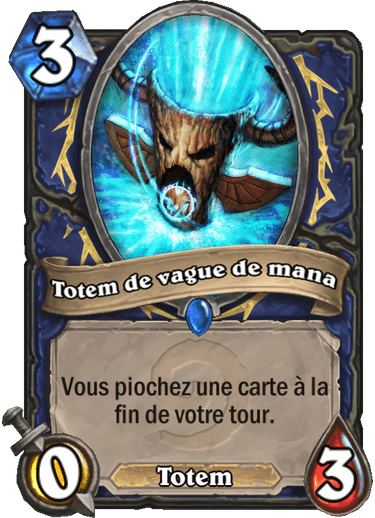 3
Totem de vague de mana
Vous piochez une carte à la
fin de votre tour.
0
Totem
3